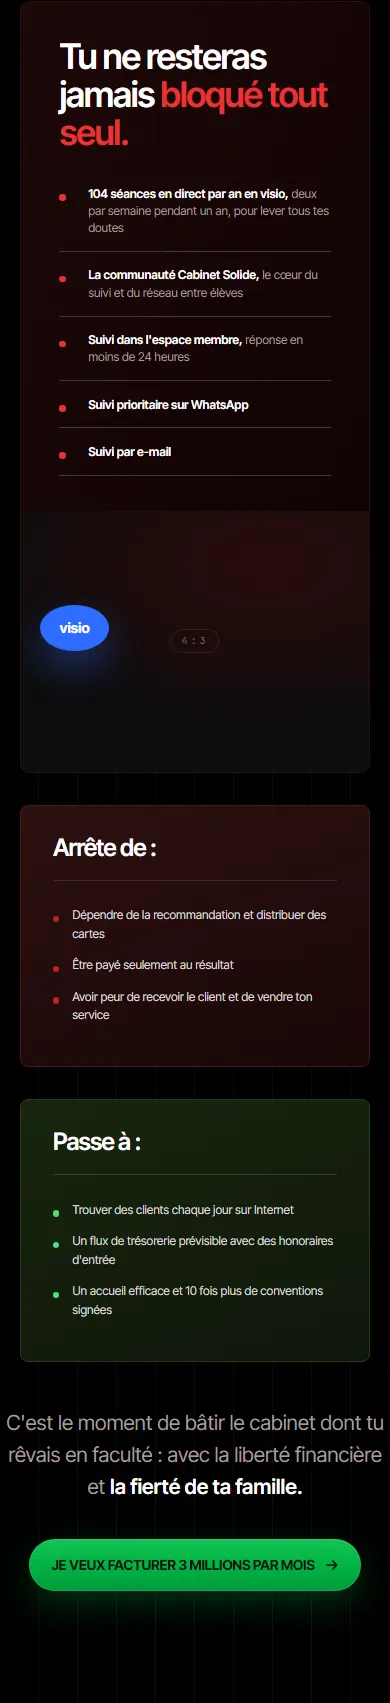 Tu ne resteras
jamais bloqué tout
seul.
104 séances en direct par an en visio, deux
par semaine pendant un an, pour lever tous tes
doutes
La communauté Cabinet Solide, le cœur du
suivi et du réseau entre élèves
Suivi dans l'espace membre, réponse en
moins de 24 heures
Suivi prioritaire sur WhatsApp
Suivi par e-mail
visio
4:3
Arrête de :
Dépendre de la recommandation et distribuer des
cartes
Être payé seulement au résultat
Avoir peur de recevoir le client et de vendre ton
service
Passe à :
Trouver des clients chaque jour sur Internet
Un flux de trésorerie prévisible avec des honoraires
d'entrée
Un accueil efficace et 10 fois plus de conventions
signées
C'est le moment de bâtir le cabinet dont tu
rêvais en faculté : avec la liberté financière
et la fierté de ta famille.
JE VEUX FACTURER 3 MILLIONS PAR MOIS →